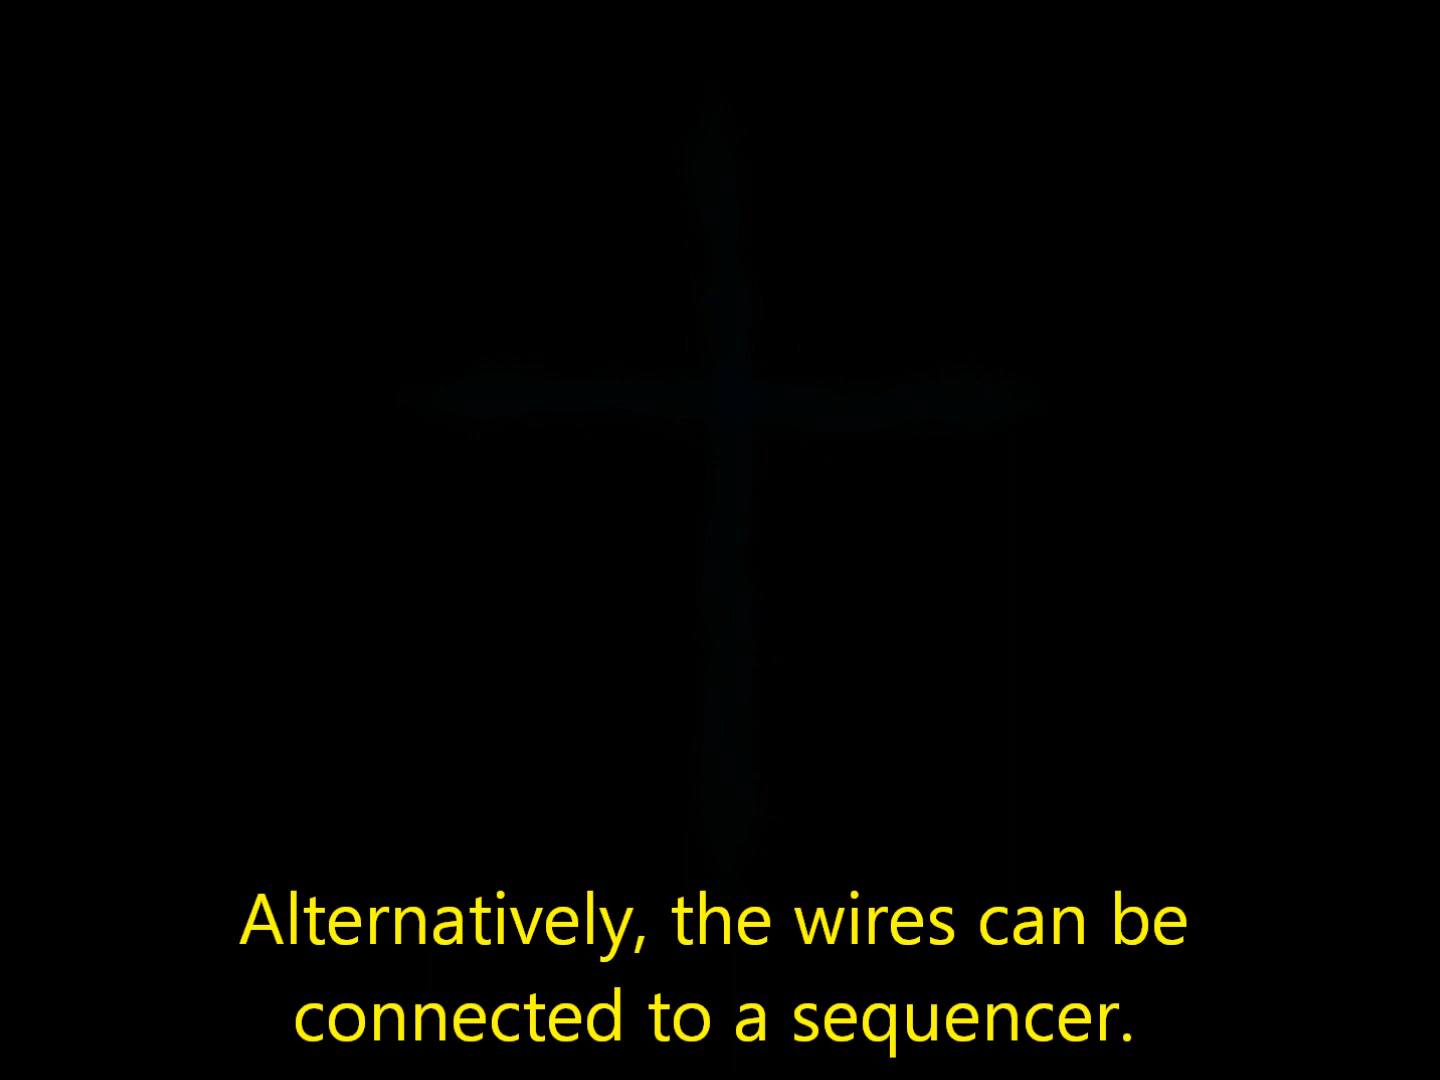 Alternatively, the wires can be
connected to a sequencer.